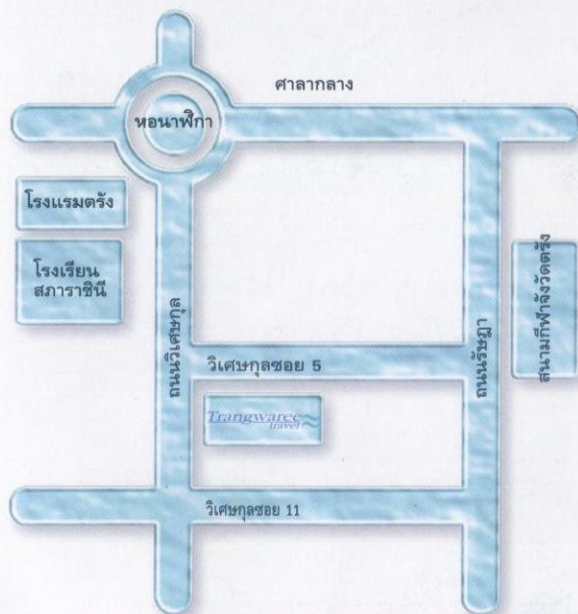 ศาลากลาง
หอนาฬิกา
โรงแรมตรัง
โรงเรียน
สภาราชินี
ถนนวิเศษกุล
วิเศษกุลซอย 5
ถนนรัษฎา
สนามกีฬาจังวัดตรัง
Trangwaree
travel
วิเศษกุลซอย 11